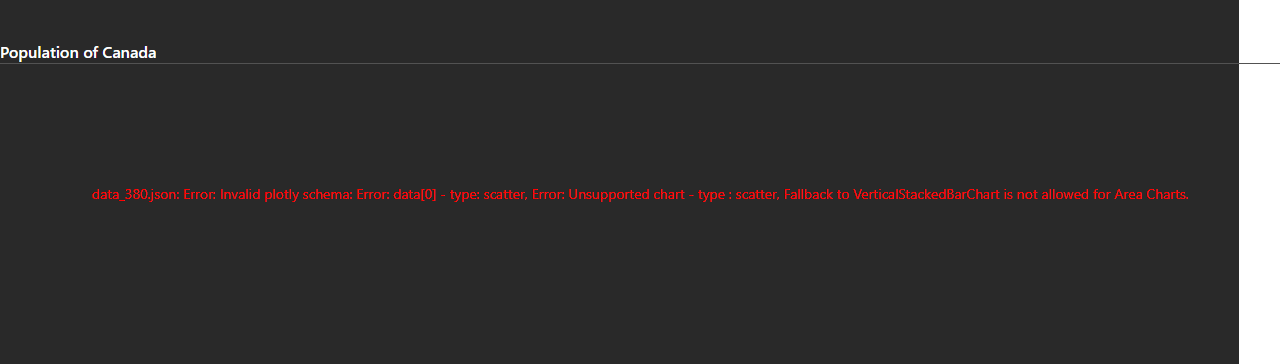 Population of Canada
data_380.json: Error: Invalid plotly schema: Error: data[0] - type: scatter, Error: Unsupported chart - type : scatter, Fallback to VerticalStackedBarChart is not allowed for Area Charts.